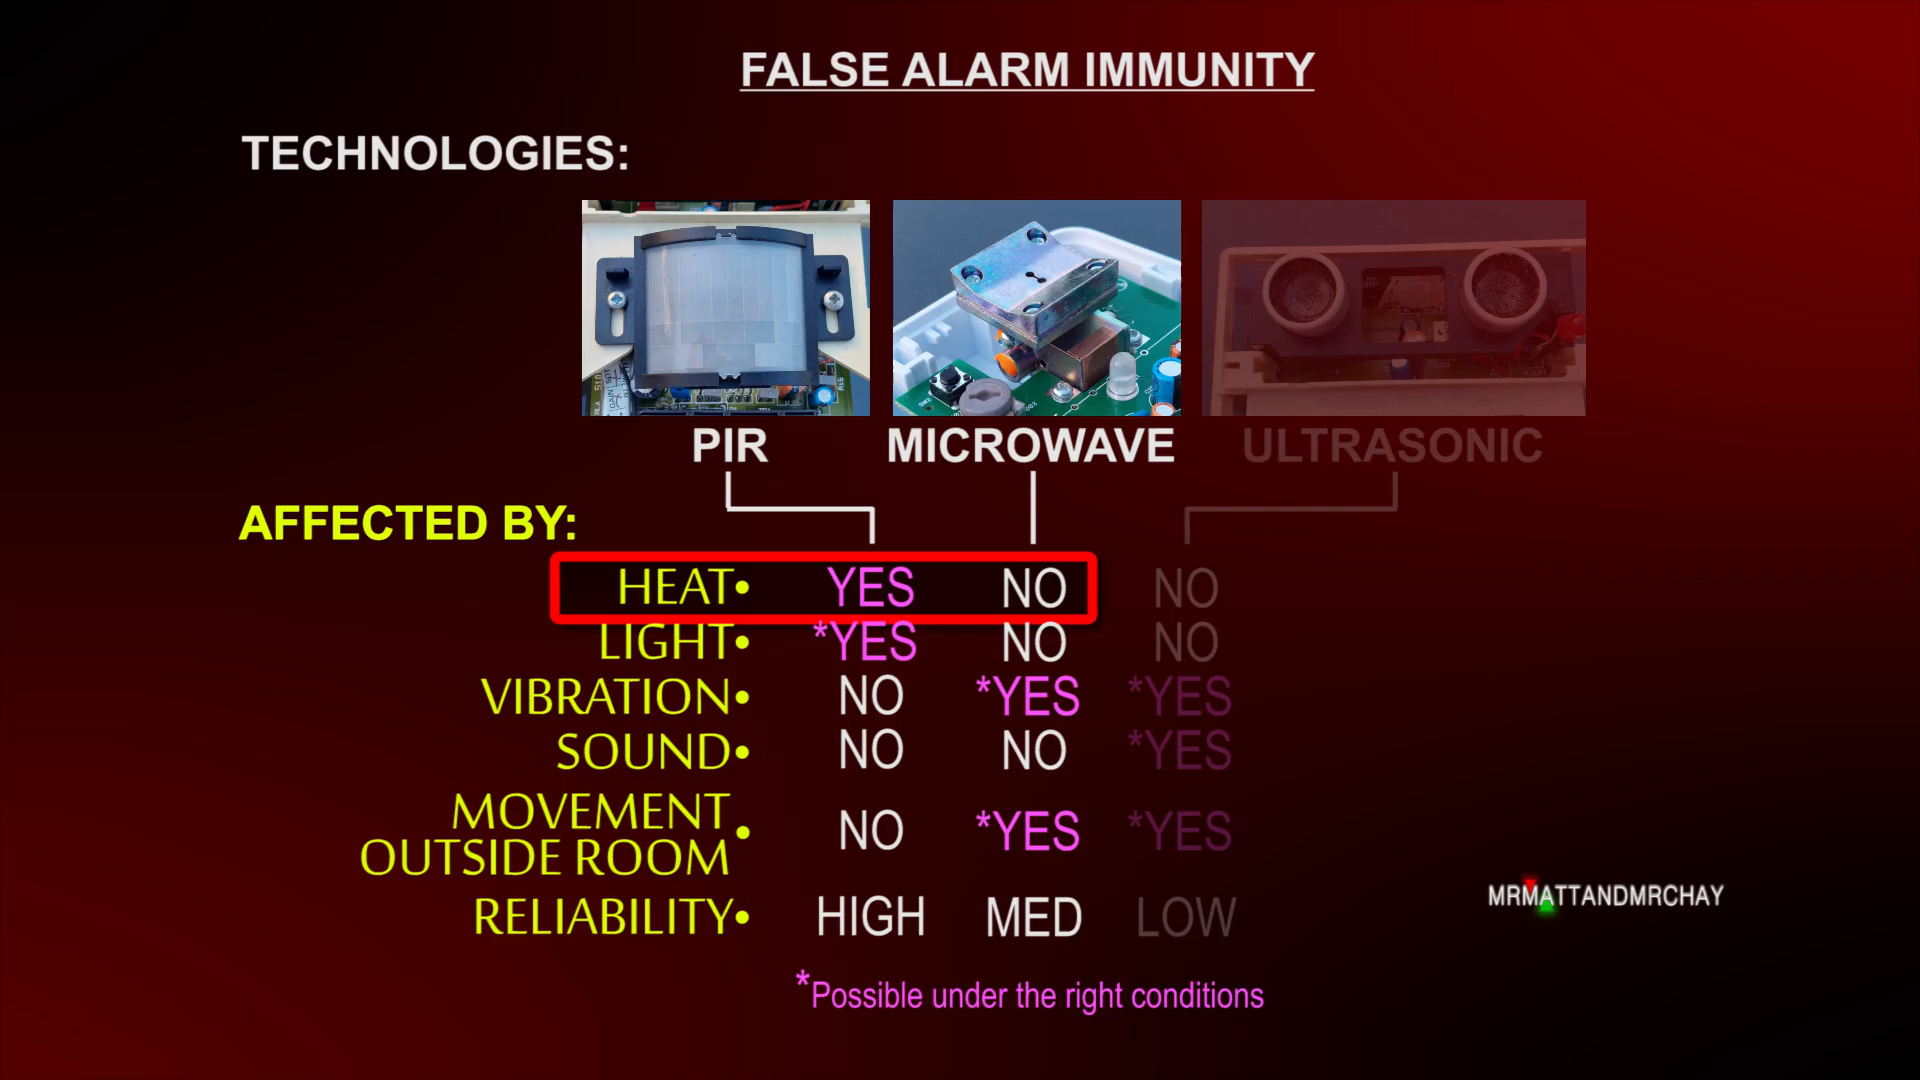 FALSE ALARM IMMUNITY
TECHNOLOGIES:
PIR MICROWAVE ULTRASONIC
AFFECTED BY:
HEAT• YES NO NO
LIGHT• *YES NO NO
VIBRATION• NO *YES *YES
SOUND• NO NO *YES
MOVEMENT
OUTSIDE ROOM • NO *YES *YES
RELIABILITY• HIGH MED LOW
MRMATTANDMRCHAY
*Possible under the right conditions